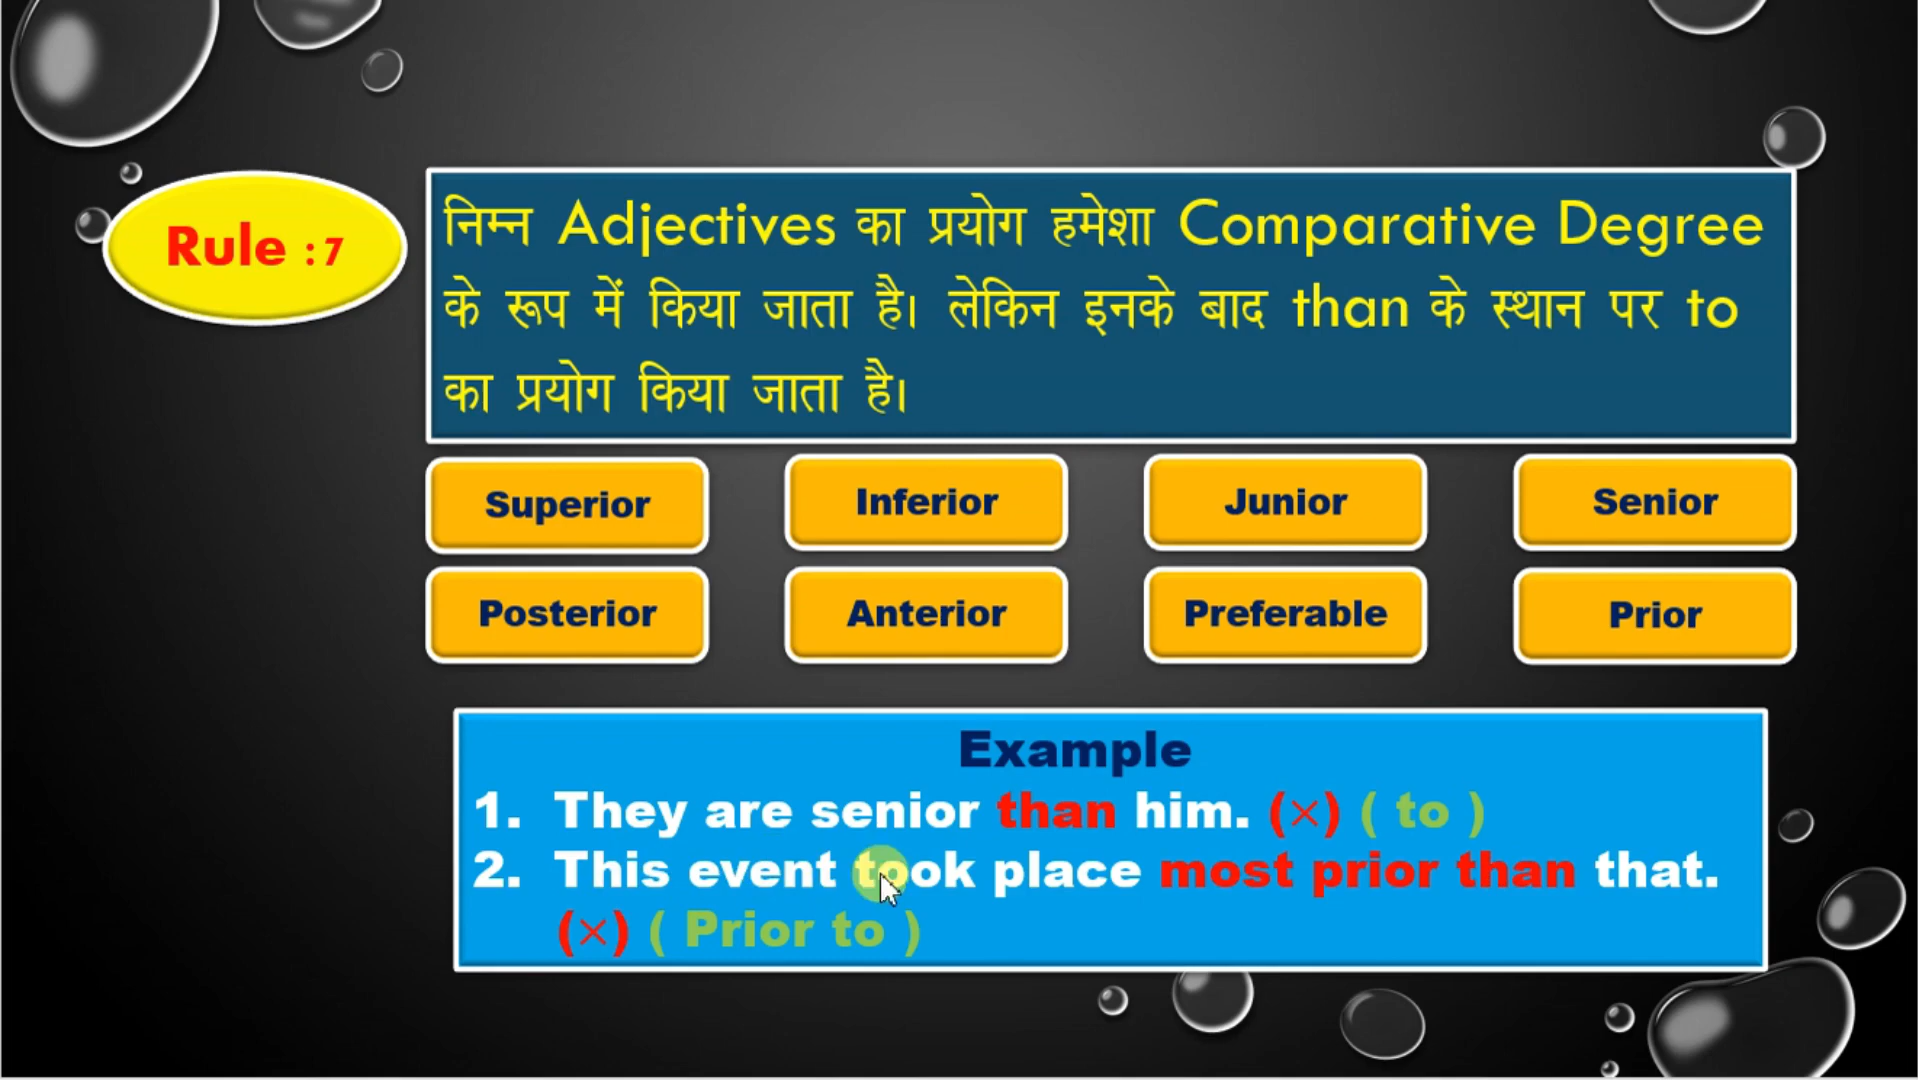 Rule : 7
निम्न Adjectives का प्रयोग हमेशा Comparative Degree
के रूप में किया जाता है। लेकिन इनके बाद than के स्थान पर to
का प्रयोग किया जाता है।
Superior Inferior Junior Senior
Posterior Anterior Preferable Prior
Example
1. They are senior than him. (×) ( to )
2. This event took place most prior than that.
(×) ( Prior to )